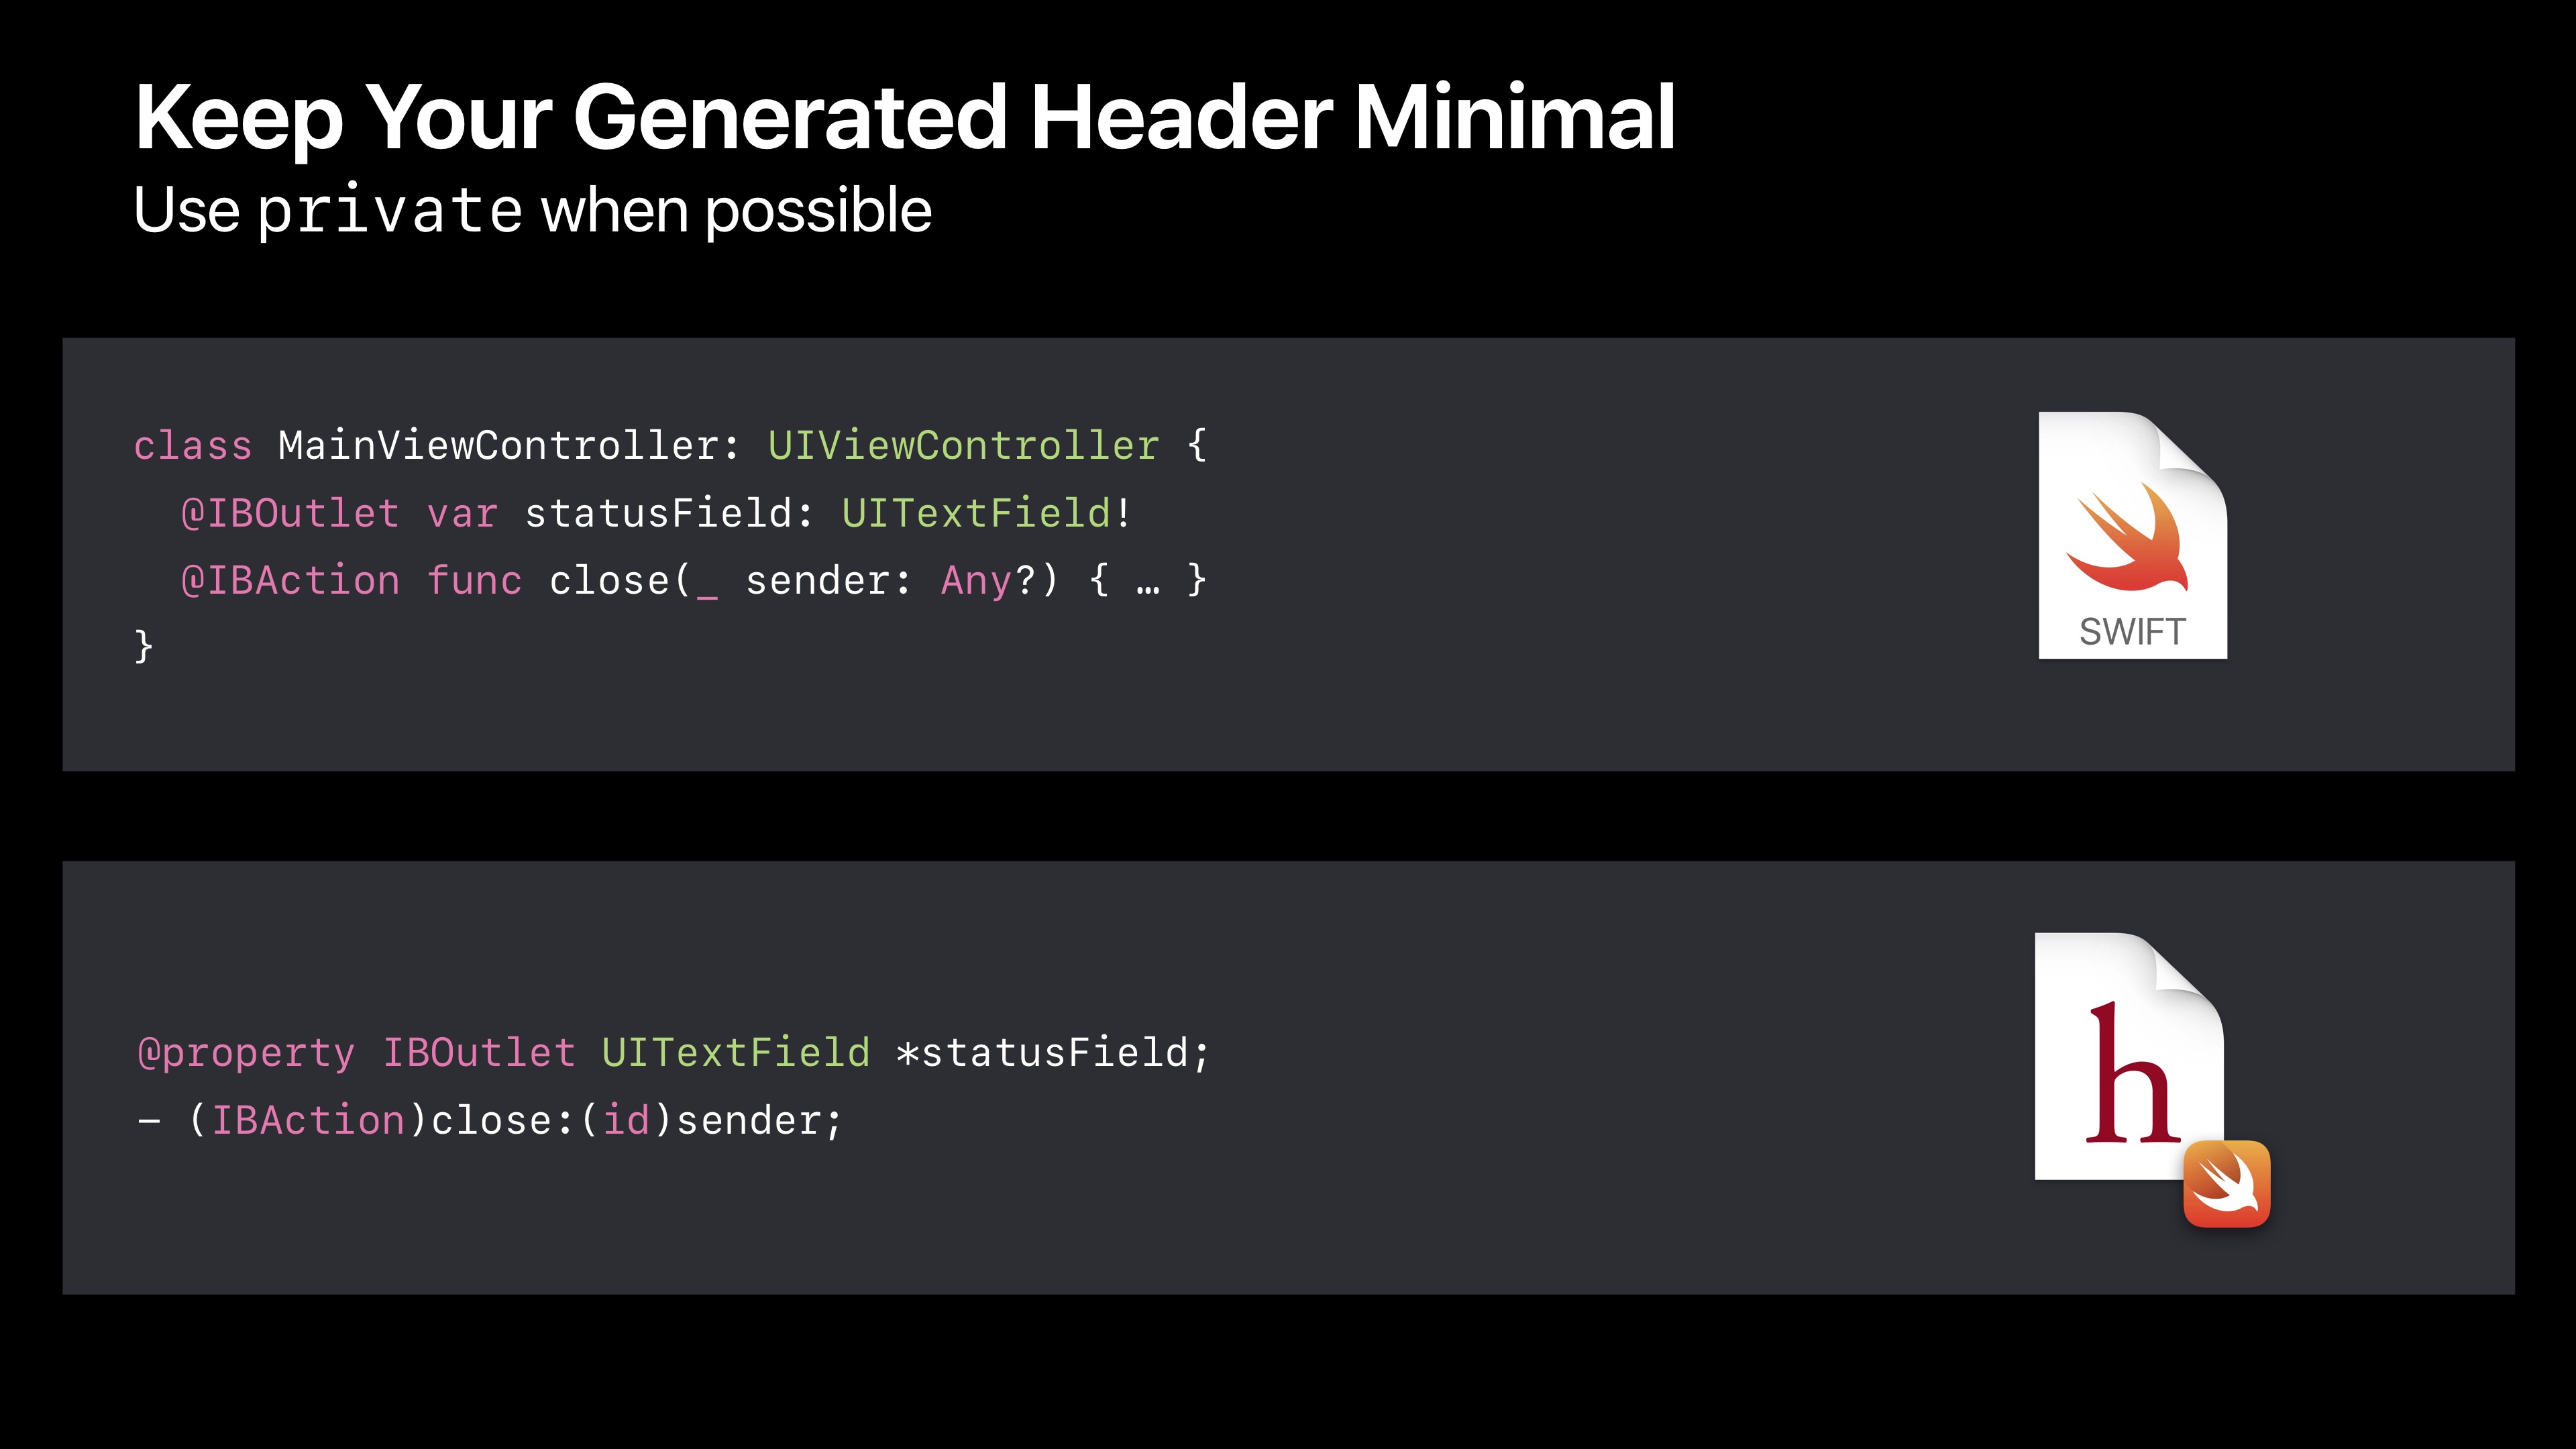 Keep Your Generated Header Minimal
Use private when possible
class MainViewController: UIViewController {
@IBOutlet var statusField: UITextField!
@IBAction func close(_ sender: Any?) { … }
}
SWIFT
@property IBOutlet UITextField *statusField;
– (IBAction)close:(id)sender;
h